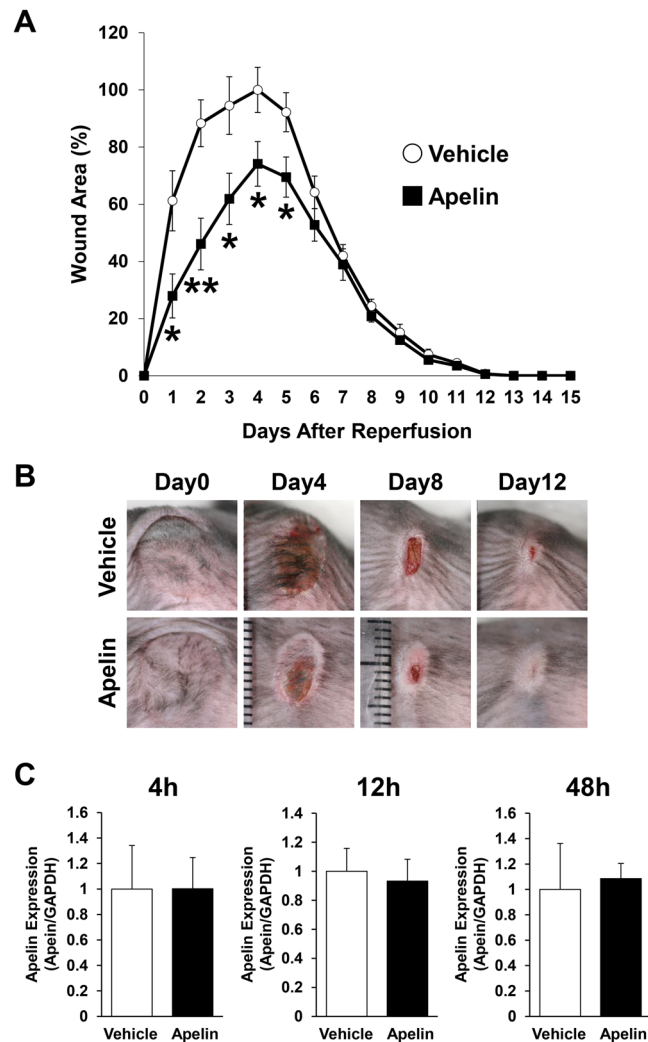 A
Wound Area (%)
120
100
80
60
40
20
0
Vehicle
Apelin
*
**
*
*
*
0 1 2 3 4 5 6 7 8 9 10 11 12 13 14 15
Days After Reperfusion
B
Day0 Day4 Day8 Day12
Vehicle
Apelin
C
4h
Apelin Expression
(Apein/GAPDH)
1.6
1.4
1.2
1
0.8
0.6
0.4
0.2
0
Vehicle Apelin
12h
Apelin Expression
(Apein/GAPDH)
1.4
1.2
1
0.8
0.6
0.4
0.2
0
Vehicle Apelin
48h
Apelin Expression
(Apein/GAPDH)
1.6
1.4
1.2
1
0.8
0.6
0.4
0.2
0
Vehicle Apelin